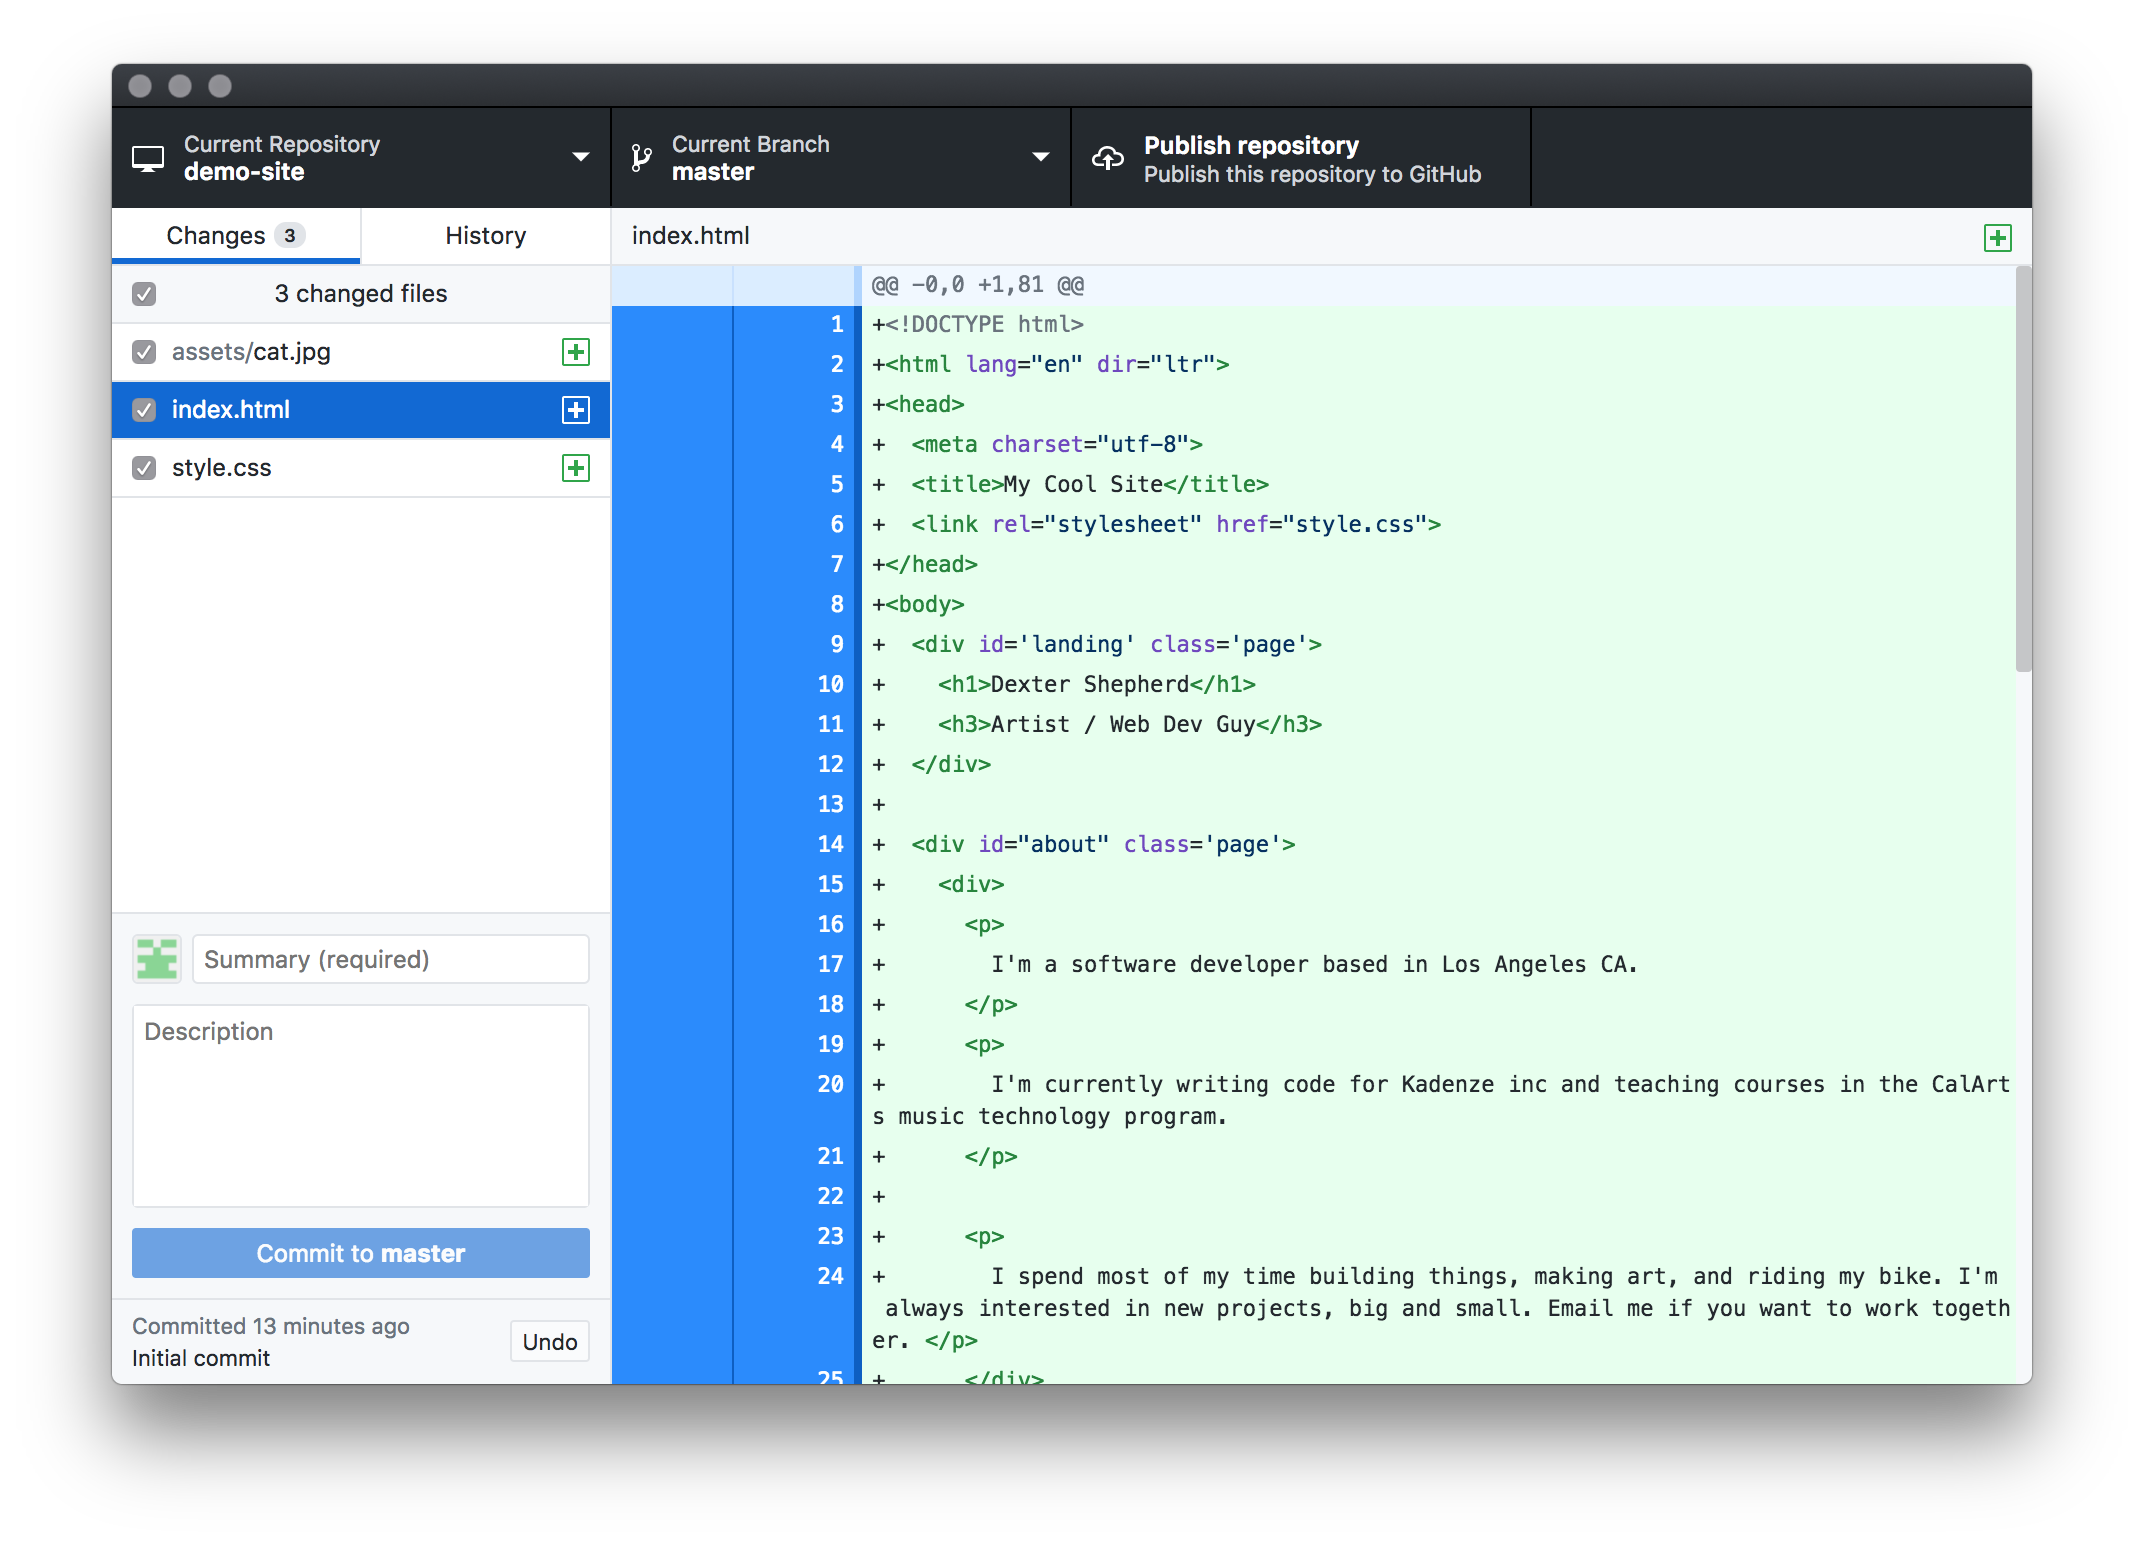 Current Repository
demo-site
Current Branch
master
Publish repository
Publish this repository to GitHub
Changes 3
History
3 changed files
assets/cat.jpg
index.html
style.css
Summary (required)
Description
Commit to master
Committed 13 minutes ago
Initial commit
Undo
index.html
@@ -0,0 +1,81 @@
1 +<!DOCTYPE html>
2 +<html lang="en" dir="ltr">
3 +<head>
4 +  <meta charset="utf-8">
5 +  <title>My Cool Site</title>
6 +  <link rel="stylesheet" href="style.css">
7 +</head>
8 +<body>
9 +  <div id='landing' class='page'>
10 +    <h1>Dexter Shepherd</h1>
11 +    <h3>Artist / Web Dev Guy</h3>
12 +  </div>
13 +
14 +  <div id="about" class='page'>
15 +    <div>
16 +      <p>
17 +        I'm a software developer based in Los Angeles CA.
18 +      </p>
19 +      <p>
20 +        I'm currently writing code for Kadenze inc and teaching courses in the CalArt
s music technology program.
21 +      </p>
22 +
23 +      <p>
24 +        I spend most of my time building things, making art, and riding my bike. I'm
 always interested in new projects, big and small. Email me if you want to work togeth
er. </p>
25 +      </div>